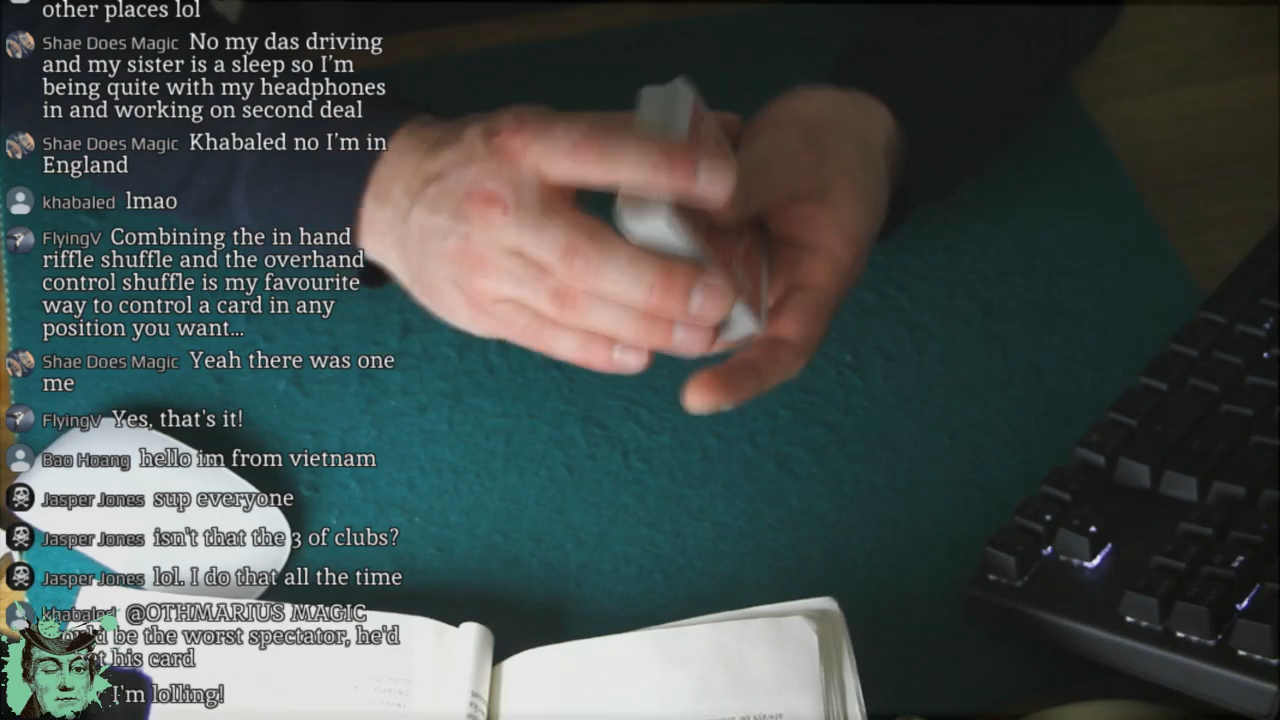 other places lol
Shae Does Magic No my das driving
and my sister is a sleep so I'm
being quite with my headphones
in and working on second deal
Shae Does Magic Khabaled no I'm in
England
khabaled lmao
FlyingV Combining the in hand
riffle shuffle and the overhand
control shuffle is my favourite
way to control a card in any
position you want...
Shae Does Magic Yeah there was one
me
FlyingV Yes, that's it!
Bao Hoang hello im from vietnam
Jasper Jones sup everyone
Jasper Jones isn't that the 3 of clubs?
Jasper Jones lol. I do that all the time
khabaled @OTHMARIUS MAGIC
be the worst spectator, he'd
his card
I'm lolling!